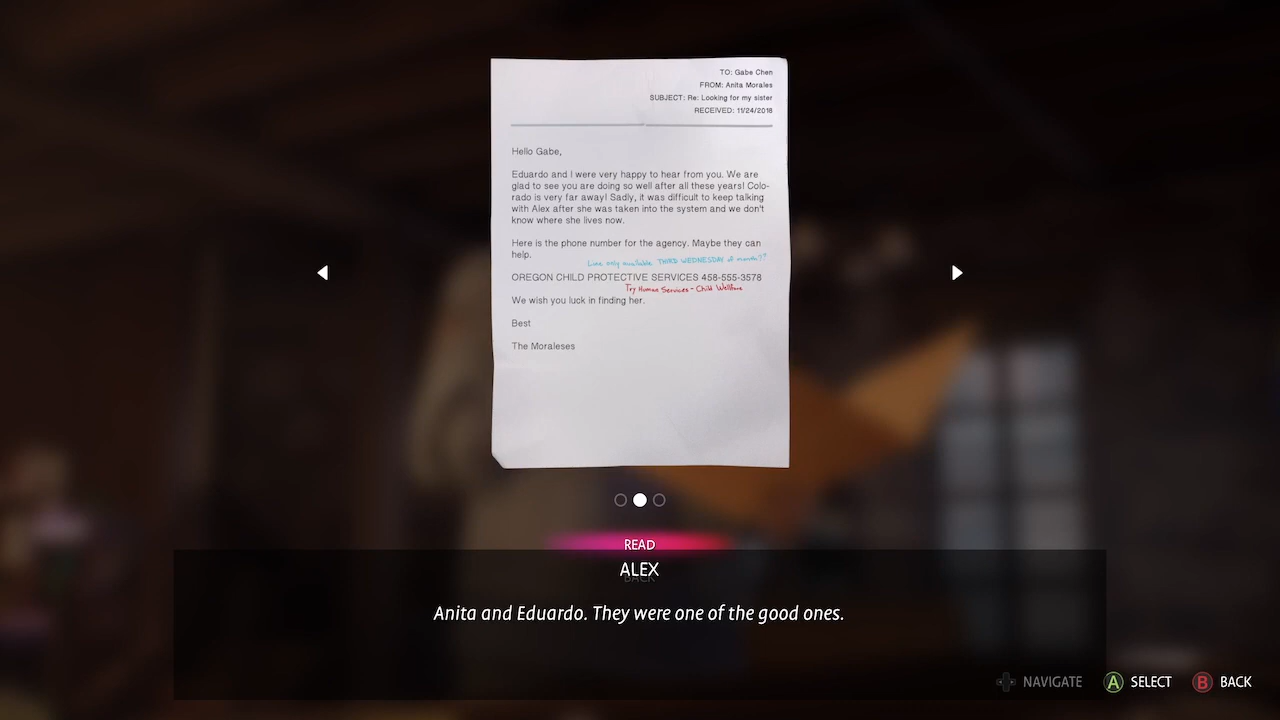 TO: Gabe Chen
FROM: Anita Morales
SUBJECT: Re: Looking for my sister
RECEIVED: 11/24/2016
Hello Gabe,
Eduardo and I were very happy to hear from you. We are
glad to see you are doing so well after all these years! Colo-
rado is very far away! Sadly, it was difficult to keep talking
with Alex after she was taken into the system and we don't
know where she lives now.
Here is the phone number for the agency. Maybe they can
help.
Line only available THIRD WEDNESDAY of month??
OREGON CHILD PROTECTIVE SERVICES 458-555-3578
Try Human Services - Child Welfare
We wish you luck in finding her.
Best
The Moraleses
READ
ALEX
BACK
Anita and Eduardo. They were one of the good ones.
NAVIGATE
A SELECT
B BACK